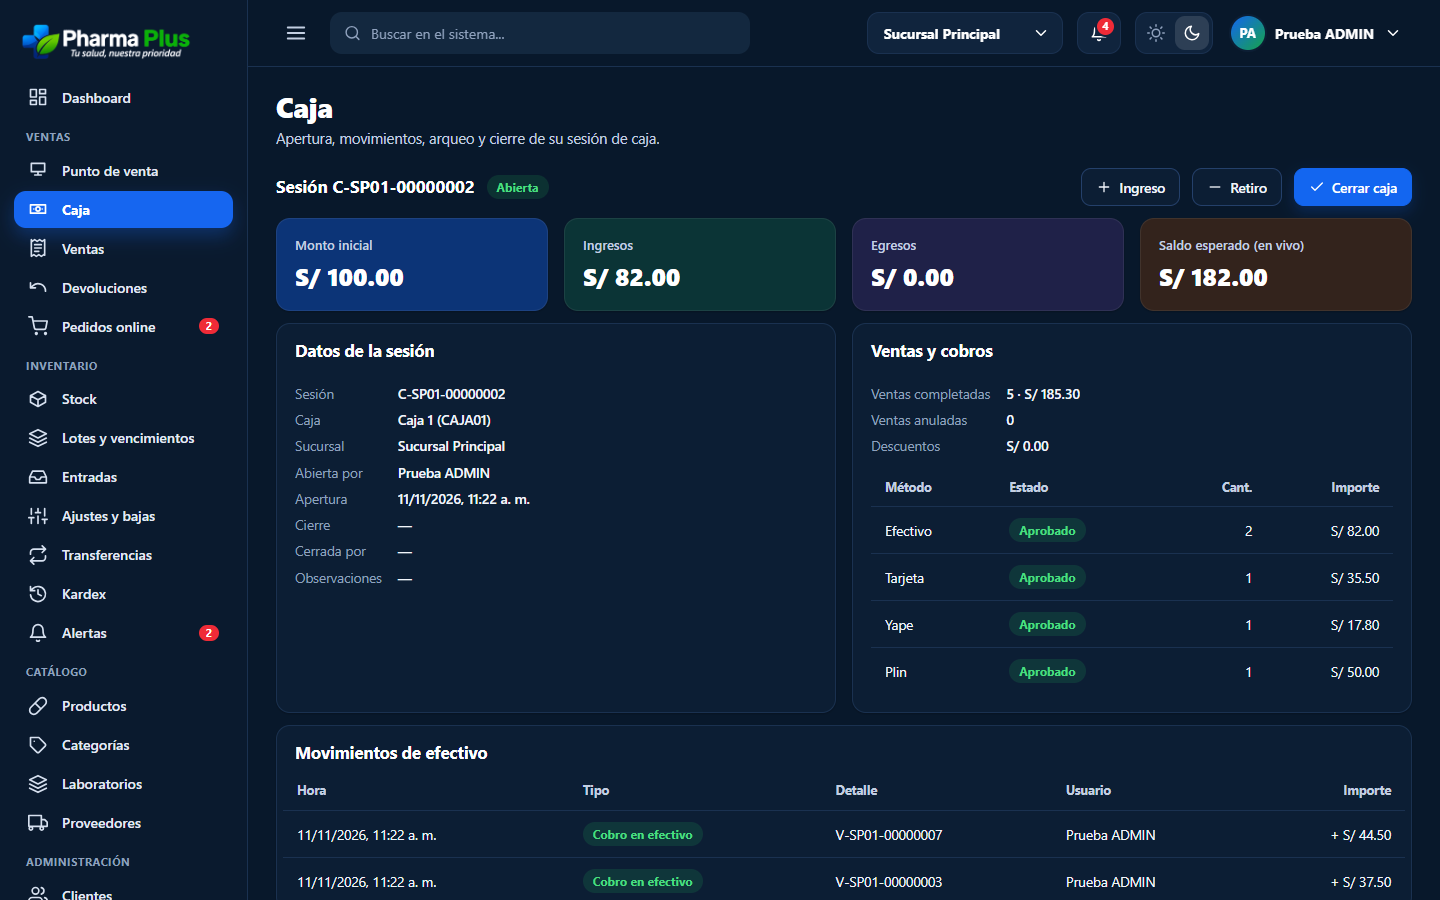 Pharma Plus
Tu salud, nuestra prioridad
Buscar en el sistema...
Sucursal Principal
4
PA
Prueba ADMIN
Dashboard
VENTAS
Punto de venta
Caja
Ventas
Devoluciones
Pedidos online 2
INVENTARIO
Stock
Lotes y vencimientos
Entradas
Ajustes y bajas
Transferencias
Kardex
Alertas 2
CATÁLOGO
Productos
Categorías
Laboratorios
Proveedores
ADMINISTRACIÓN
Clientes
Caja
Apertura, movimientos, arqueo y cierre de su sesión de caja.
Sesión C-SP01-00000002 Abierta
Ingreso
Retiro
Cerrar caja
Monto inicial
S/ 100.00
Ingresos
S/ 82.00
Egresos
S/ 0.00
Saldo esperado (en vivo)
S/ 182.00
Datos de la sesión
Sesión C-SP01-00000002
Caja Caja 1 (CAJA01)
Sucursal Sucursal Principal
Abierta por Prueba ADMIN
Apertura 11/11/2026, 11:22 a. m.
Cierre —
Cerrada por —
Observaciones —
Ventas y cobros
Ventas completadas 5 · S/ 185.30
Ventas anuladas 0
Descuentos S/ 0.00
Método Estado Cant. Importe
Efectivo Aprobado 2 S/ 82.00
Tarjeta Aprobado 1 S/ 35.50
Yape Aprobado 1 S/ 17.80
Plin Aprobado 1 S/ 50.00
Movimientos de efectivo
Hora Tipo Detalle Usuario Importe
11/11/2026, 11:22 a. m. Cobro en efectivo V-SP01-00000007 Prueba ADMIN + S/ 44.50
11/11/2026, 11:22 a. m. Cobro en efectivo V-SP01-00000003 Prueba ADMIN + S/ 37.50